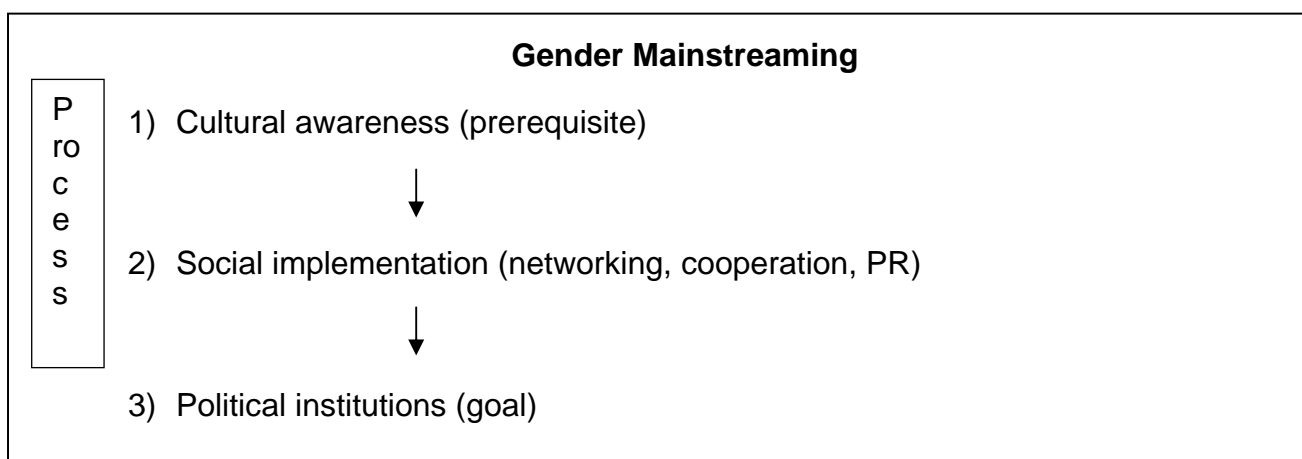 Gender Mainstreaming
P
ro
c
e
s
s
1) Cultural awareness (prerequisite)
2) Social implementation (networking, cooperation, PR)
3) Political institutions (goal)